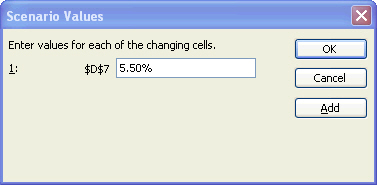 Scenario Values
Enter values for each of the changing cells.
1: $D$7 5.50%
OK
Cancel
Add